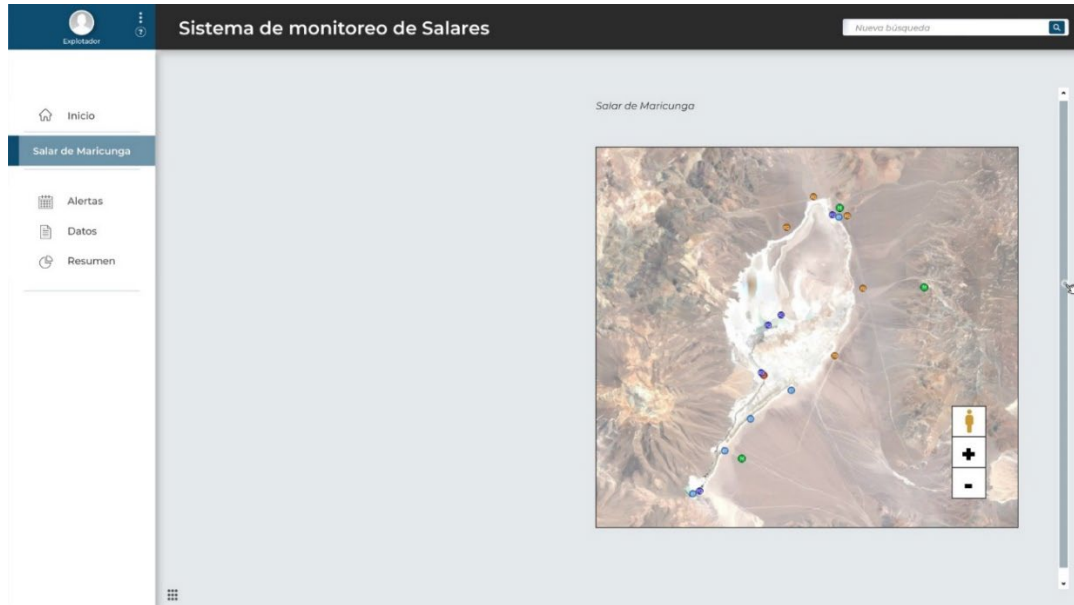 Explotador
Sistema de monitoreo de Salares
Nueva búsqueda
Inicio
Salar de Maricunga
Alertas
Datos
Resumen
Salar de Maricunga
+
-